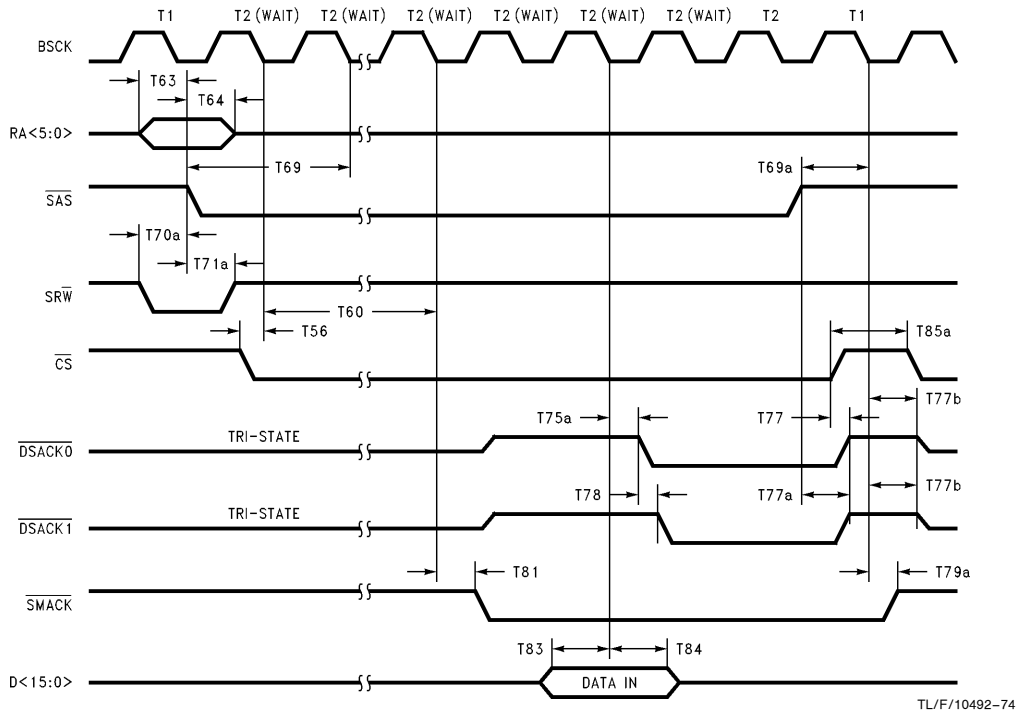 T1 T2 (WAIT) T2 (WAIT) T2 (WAIT) T2 (WAIT) T2 (WAIT) T2 (WAIT) T2 T1
BSCK
T63
T64
RA<5:0>
T69 T69a
SAS
T70a
T71a
SRW
T60
T56 T85a
CS
T77b
T75a T77
TRI-STATE
DSACK0
T77b
T78 T77a
TRI-STATE
DSACK1
T81 T79a
SMACK
T83 T84
D<15:0> DATA IN
TL/F/10492–74